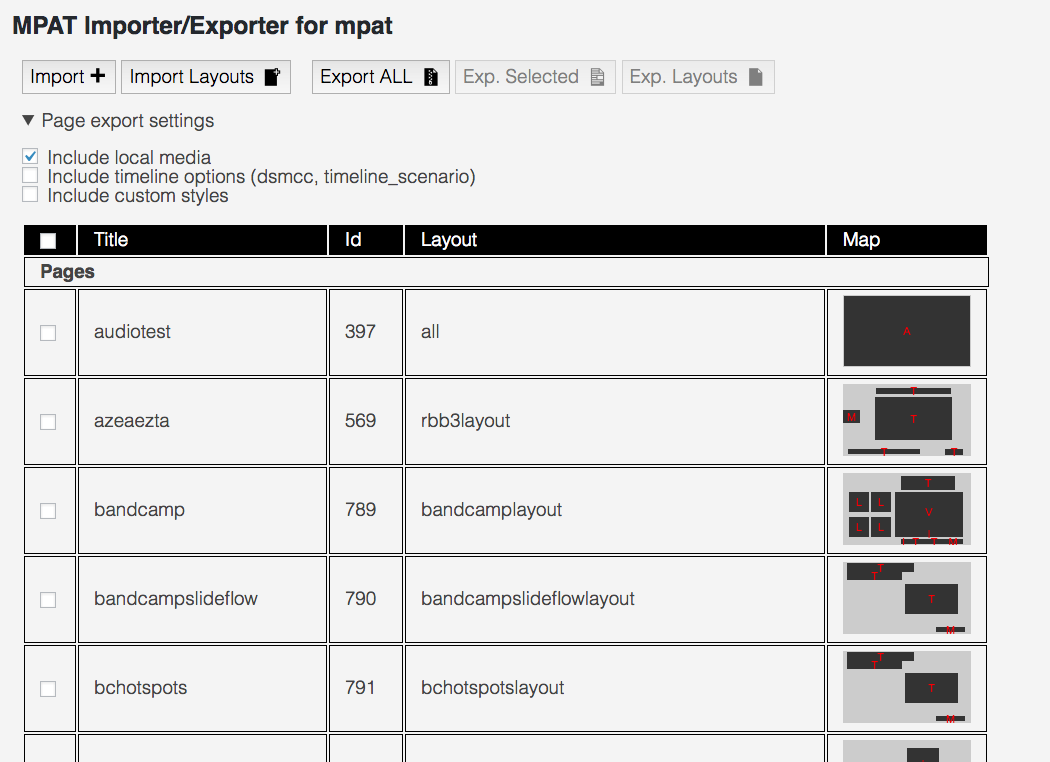 MPAT Importer/Exporter for mpat
Import Import Layouts Export ALL Exp. Selected Exp. Layouts
Page export settings
Include local media
Include timeline options (dsmcc, timeline_scenario)
Include custom styles
Title Id Layout Map
Pages
audiotest 397 all
A
azeaezta 569 rbb3layout
T
M T
T T
bandcamp 789 bandcamplayout
T
L L V
L L L
T T M
bandcampslideflow 790 bandcampslideflowlayout
T
T
T
M
bchotspots 791 bchotspotslayout
T
T
T
M